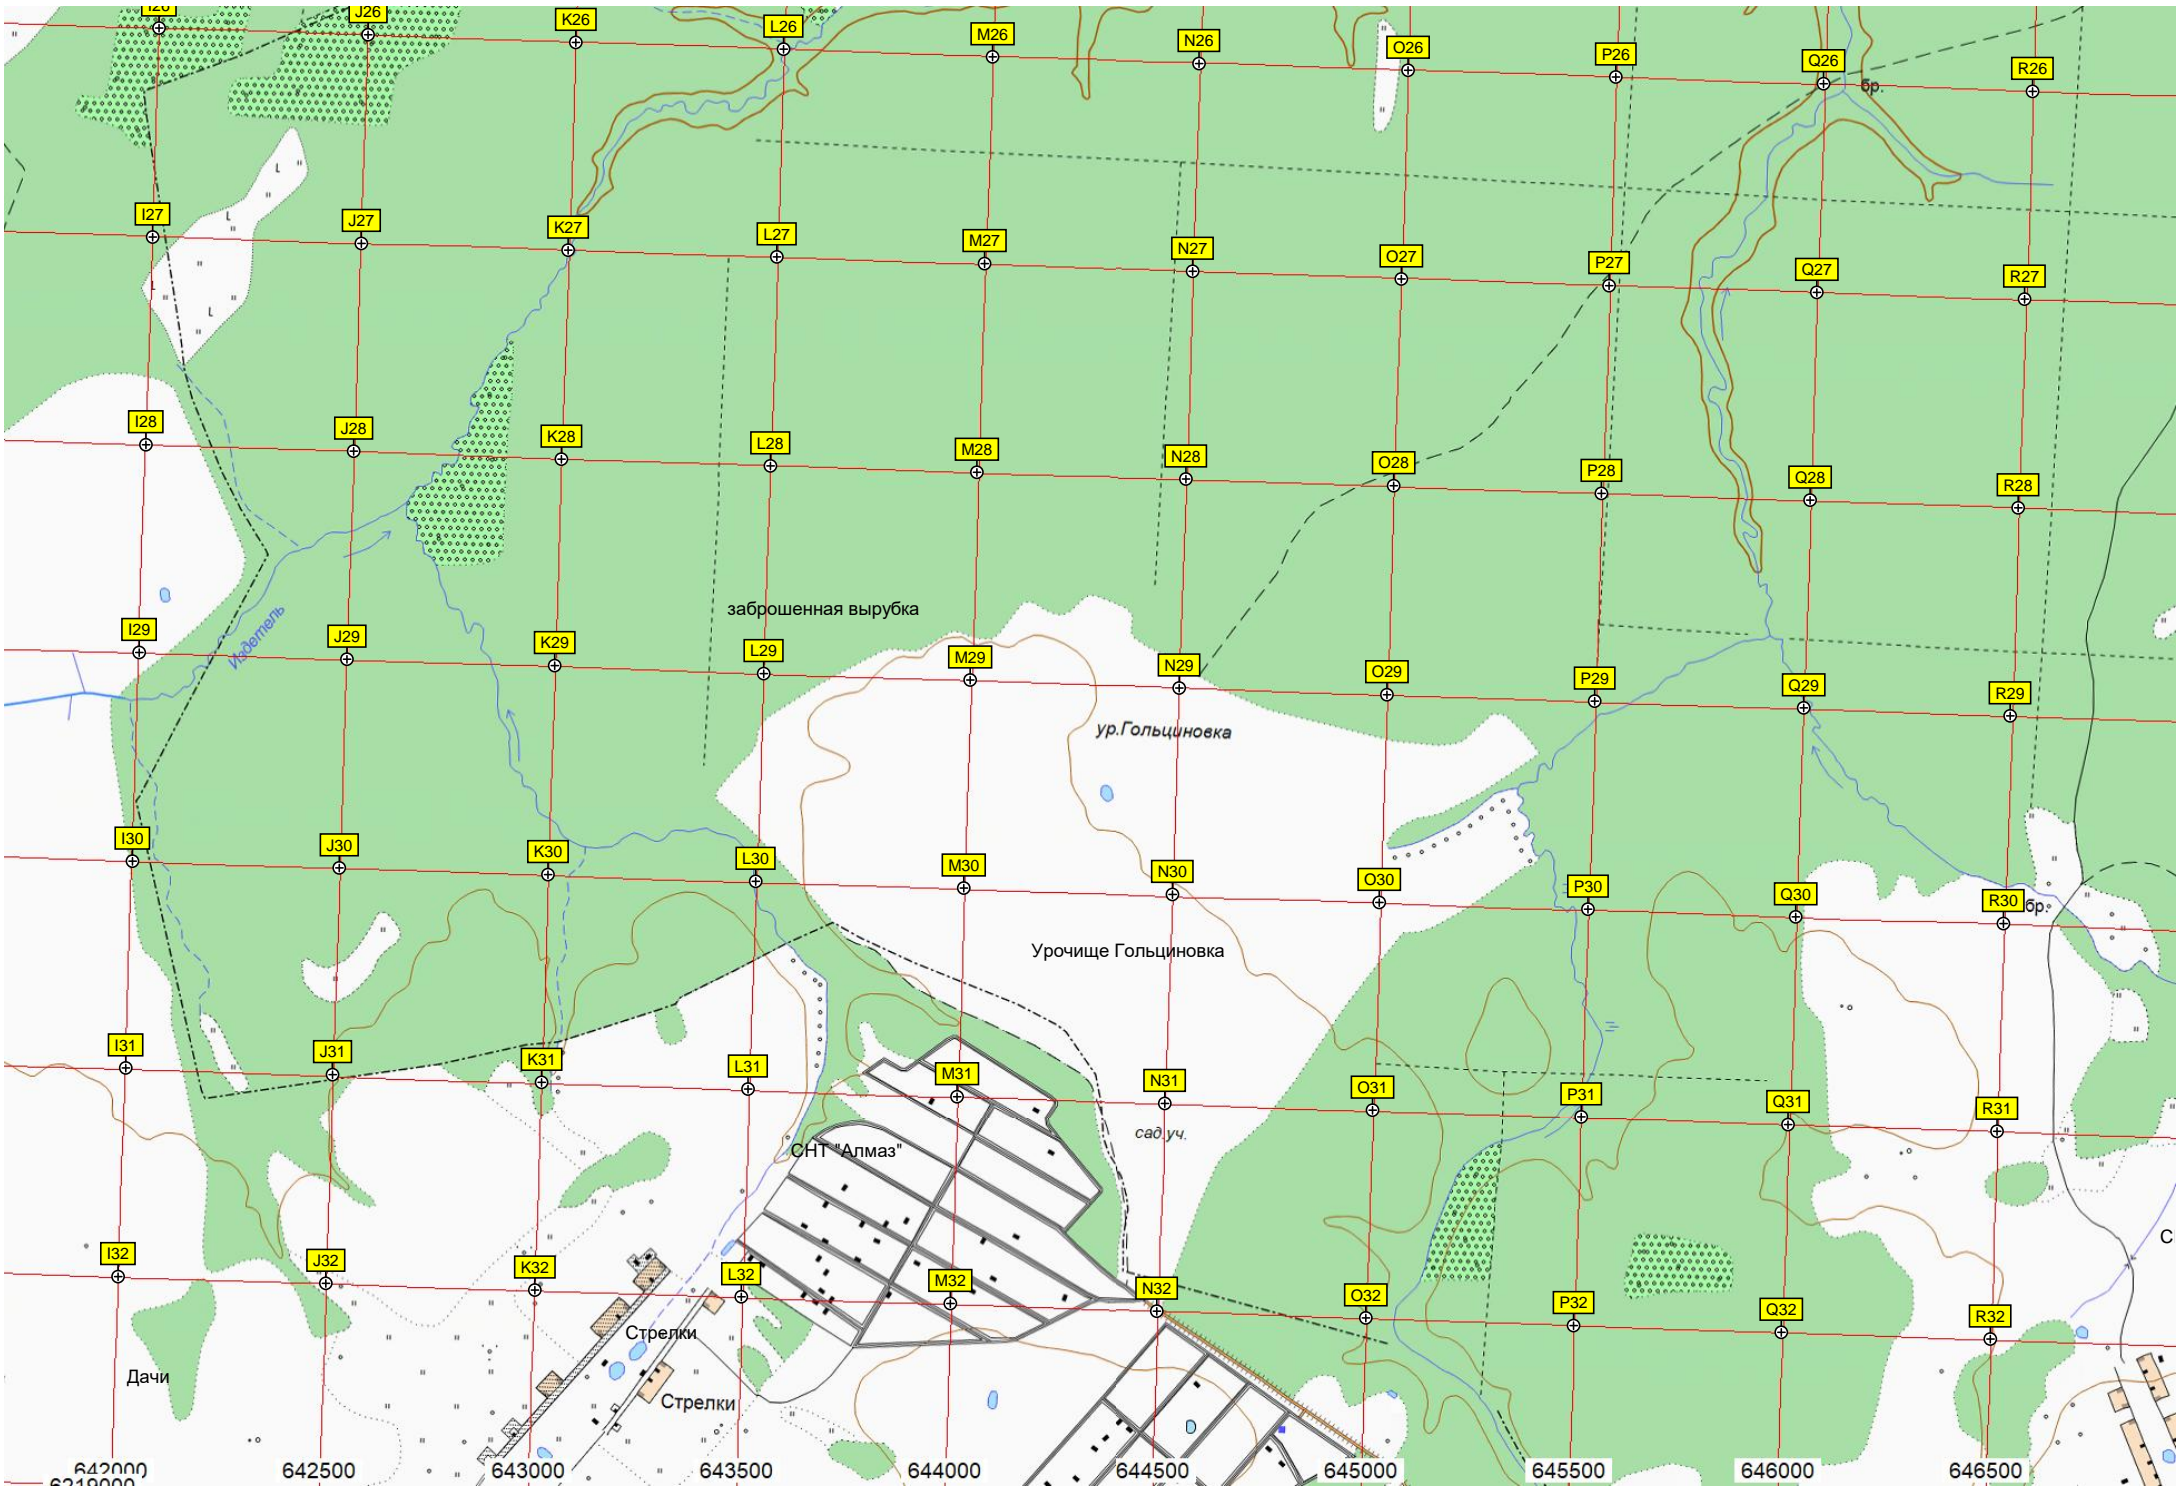 I26
J26
K26
L26
M26
N26
O26
P26
Q26
R26
бр.
I27
J27
K27
L27
M27
N27
O27
P27
Q27
R27
I28
J28
K28
L28
M28
N28
O28
P28
Q28
R28
заброшенная вырубка
Издетель
I29
J29
K29
L29
M29
N29
O29
P29
Q29
R29
ур.Гольциновка
I30
J30
K30
L30
M30
N30
O30
P30
Q30
R30
бр.
Урочище Гольциновка
I31
J31
K31
L31
M31
N31
O31
P31
Q31
R31
сад.уч.
СНТ "Алмаз"
С
I32
J32
K32
L32
M32
N32
O32
P32
Q32
R32
Стрелки
Дачи
Стрелки
642000
642500
643000
643500
644000
644500
645000
645500
646000
646500
6219000